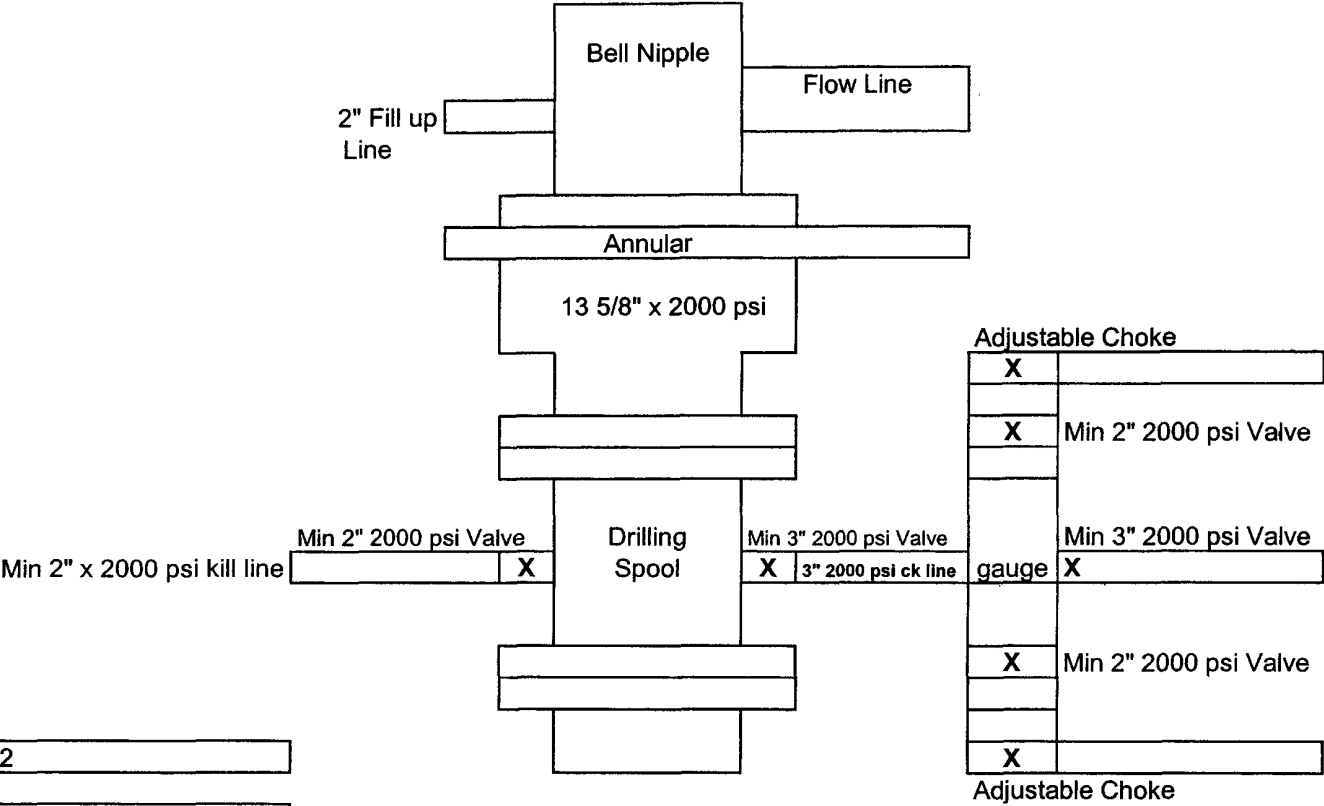 Bell Nipple
Flow Line
2" Fill up
Line
Annular
13 5/8" x 2000 psi
Adjustable Choke
X
X Min 2" 2000 psi Valve
Min 2" 2000 psi Valve
Drilling
Min 3" 2000 psi Valve
Min 3" 2000 psi Valve
Min 2" x 2000 psi kill line
X
Spool
X
3" 2000 psi ck line
gauge
X
X Min 2" 2000 psi Valve
2
X
Adjustable Choke